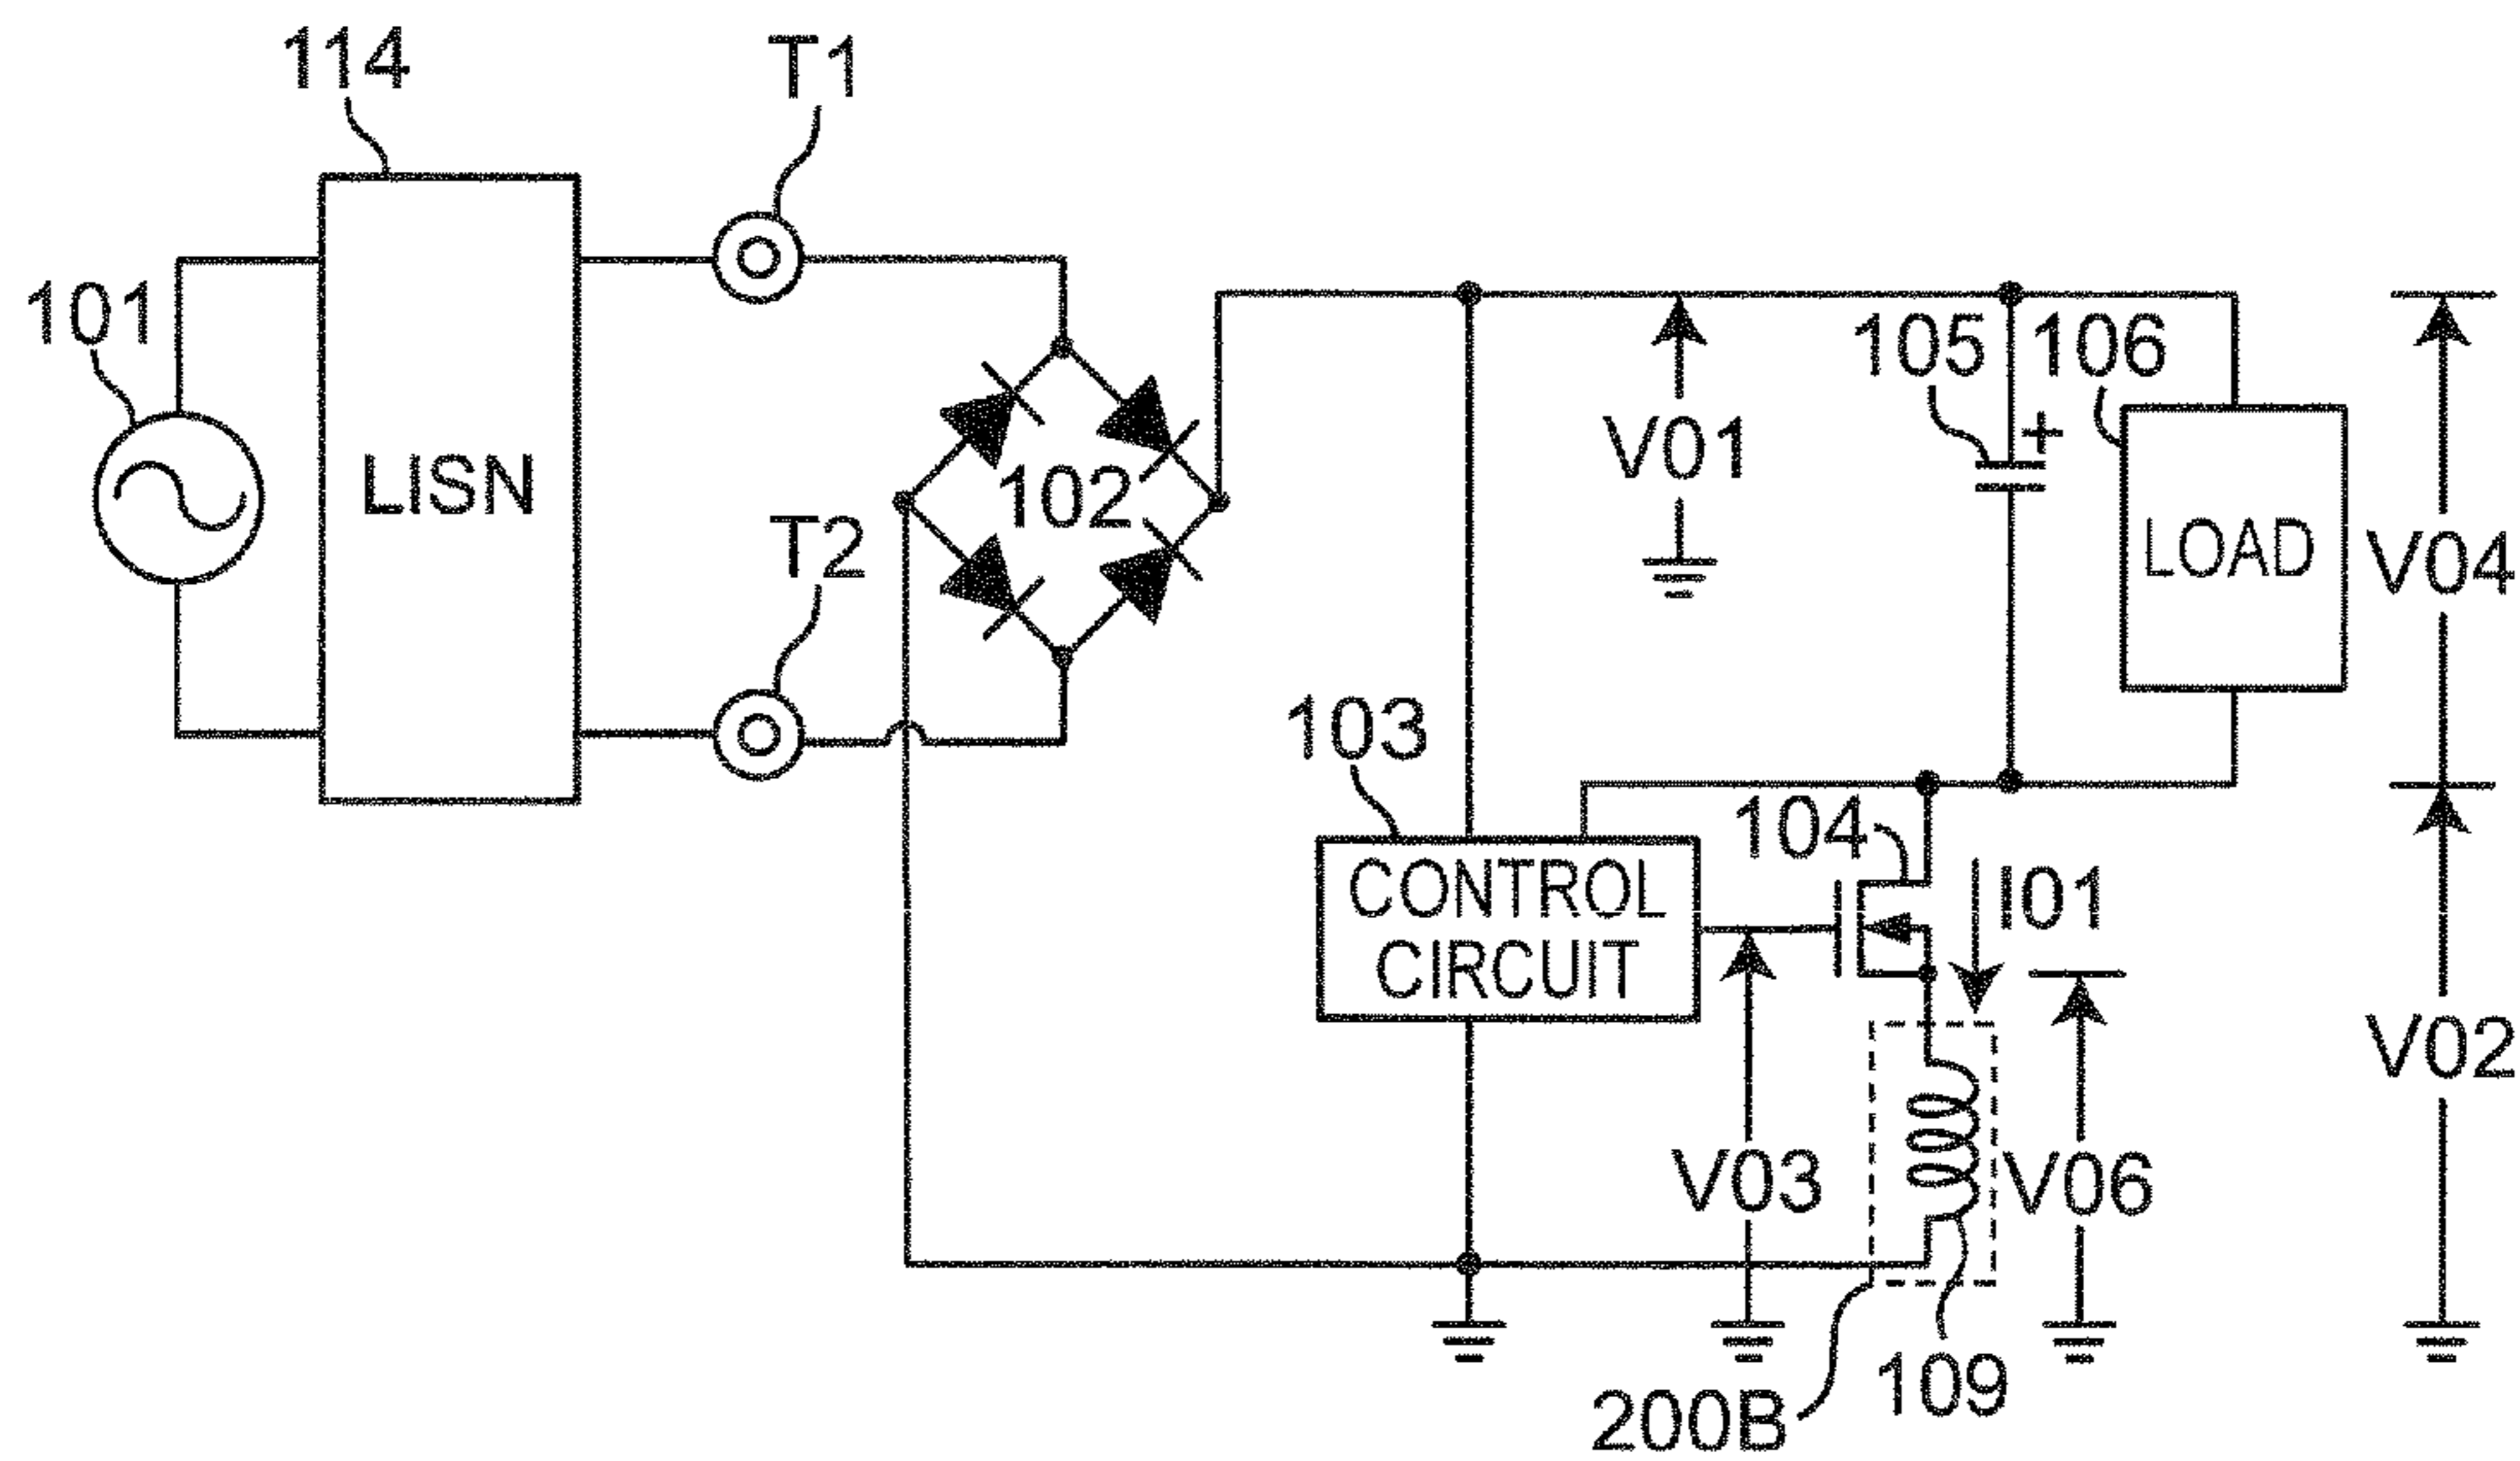 114
T1
101
LISN
T2
102
V01
105
+
106
LOAD
V04
103
CONTROL
CIRCUIT
104
I01
V02
V03
V06
109
200B